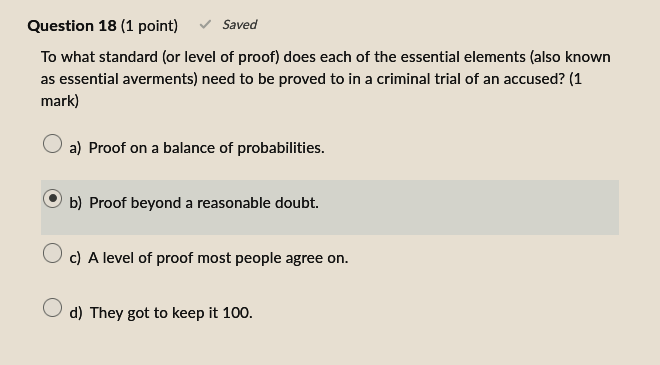 Question 18 (1 point) ✓ Saved
To what standard (or level of proof) does each of the essential elements (also known
as essential averments) need to be proved to in a criminal trial of an accused? (1
mark)
a) Proof on a balance of probabilities.
b) Proof beyond a reasonable doubt.
c) A level of proof most people agree on.
d) They got to keep it 100.